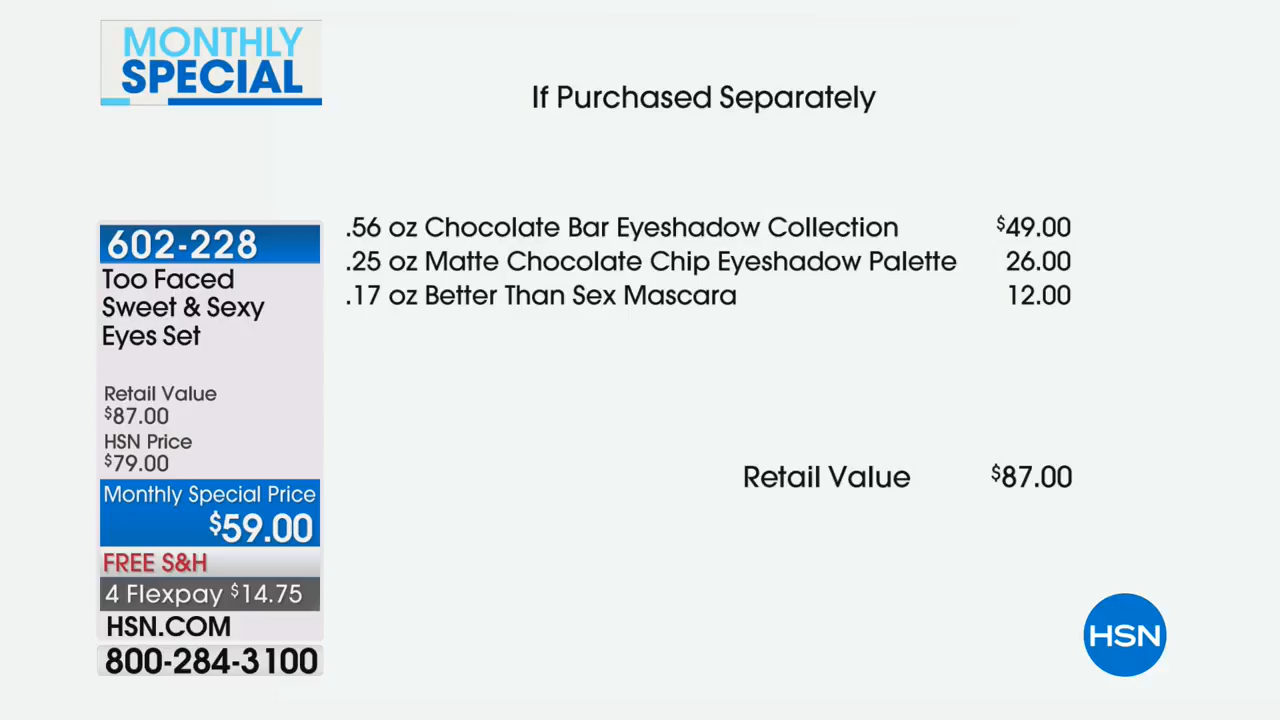 MONTHLY
SPECIAL
If Purchased Separately
.56 oz Chocolate Bar Eyeshadow Collection $49.00
.25 oz Matte Chocolate Chip Eyeshadow Palette 26.00
.17 oz Better Than Sex Mascara 12.00
Retail Value $87.00
602-228
Too Faced
Sweet & Sexy
Eyes Set
Retail Value
$87.00
HSN Price
$79.00
Monthly Special Price
$59.00
FREE S&H
4 Flexpay $14.75
HSN.COM
800-284-3100
HSN